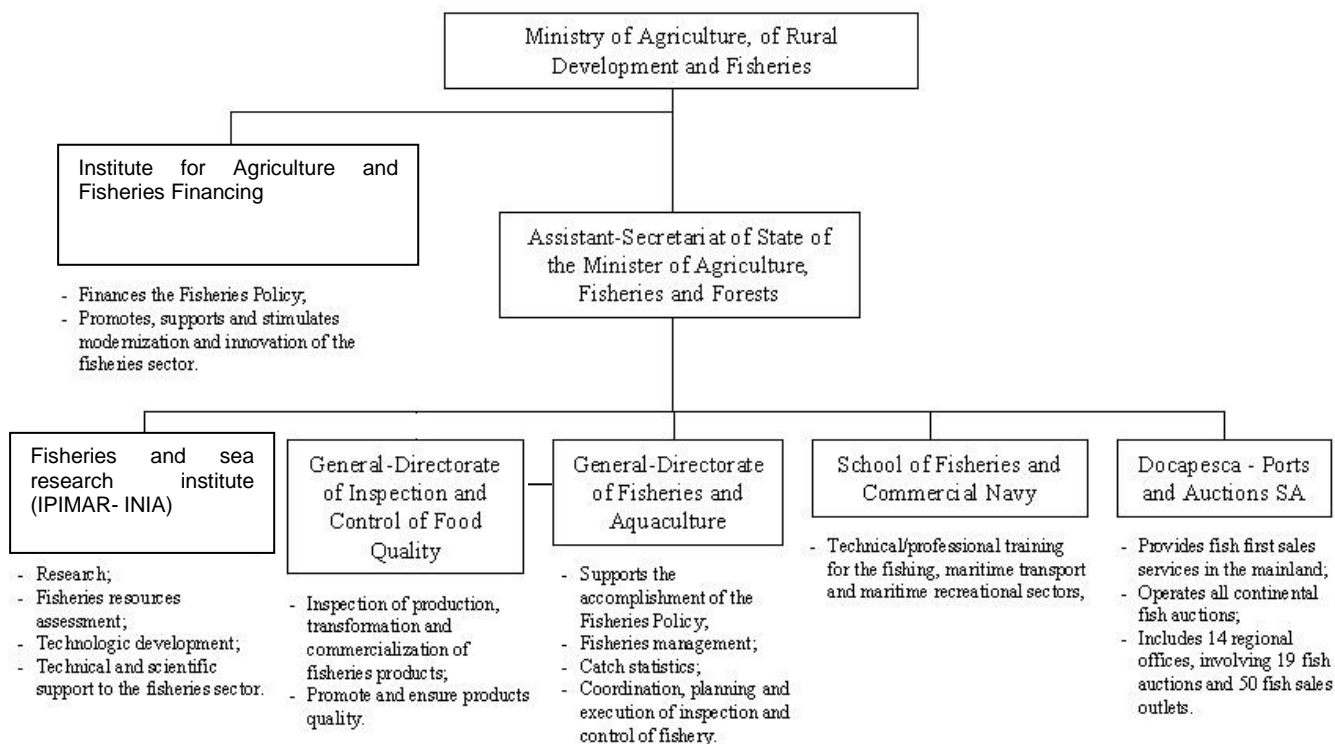 Ministry of Agriculture, of Rural
Development and Fisheries
Institute for Agriculture and
Fisheries Financing
Assistant-Secretariat of State of
the Minister of Agriculture,
Fisheries and Forests
- Finances the Fisheries Policy;
- Promotes, supports and stimulates
modernization and innovation of the
fisheries sector.
Fisheries and sea
research institute
(IPIMAR- INIA)
- Research;
- Fisheries resources
assessment;
- Technologic development;
- Technical and scientific
support to the fisheries sector.
General-Directorate
of Inspection and
Control of Food
Quality
- Inspection of production,
transformation and
commercialization of
fisheries products;
- Promote and ensure products
quality.
General-Directorate
of Fisheries and
Aquaculture
- Supports the
accomplishment of the
Fisheries Policy;
- Fisheries management;
- Catch statistics;
- Coordination, planning and
execution of inspection and
control of fishery.
School of Fisheries and
Commercial Navy
- Technical/professional training
for the fishing, maritime transport
and maritime recreational sectors,
Docapesca - Ports
and Auctions SA
- Provides fish first sales
services in the mainland;
- Operates all continental
fish auctions;
- Includes 14 regional
offices, involving 19 fish
auctions and 50 fish sales
outlets.